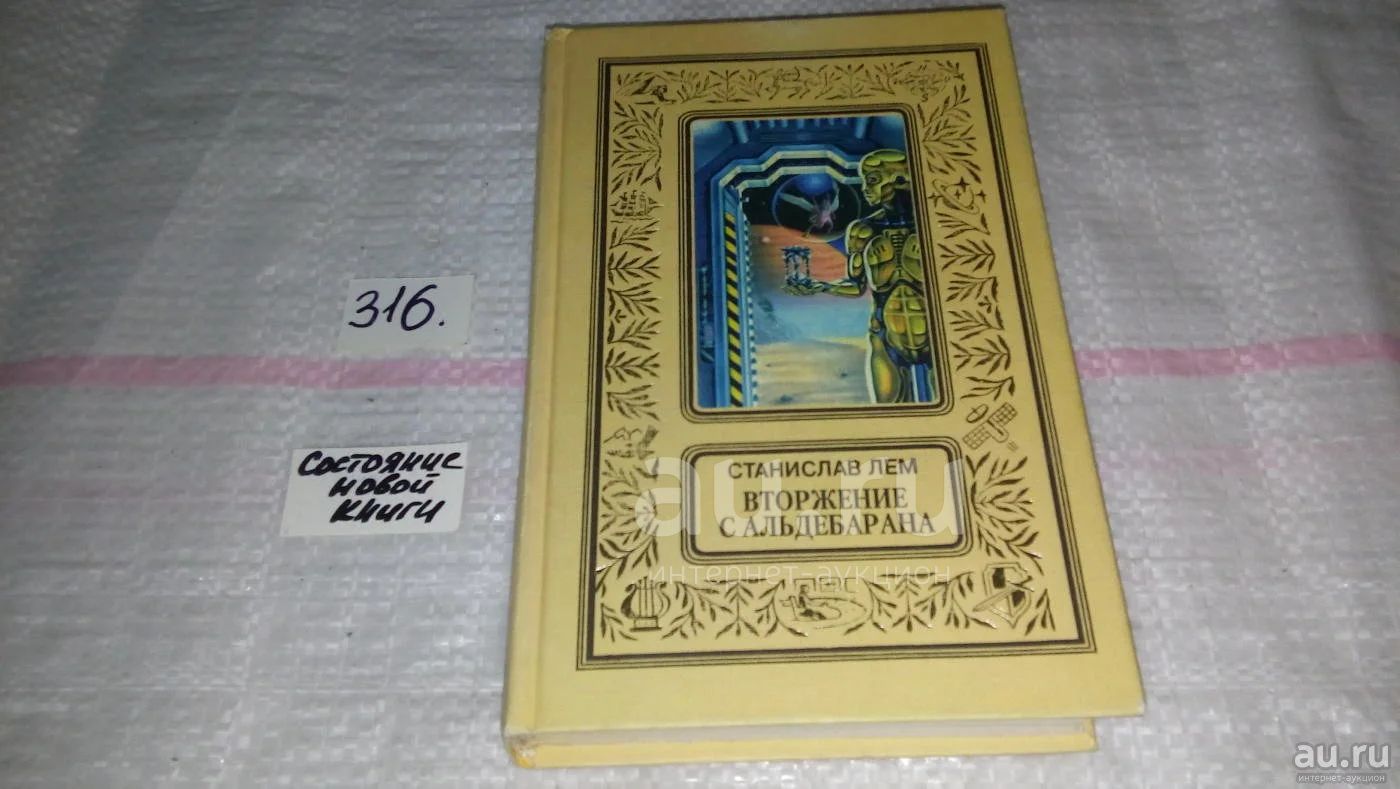 316.
Состояние
новой
книги
СТАНИСЛАВ ЛЕМ
ВТОРЖЕНИЕ
С АЛЬДЕБАРАНА
au.ru
интернет-аукцион
au.ru
интернет-аукцион